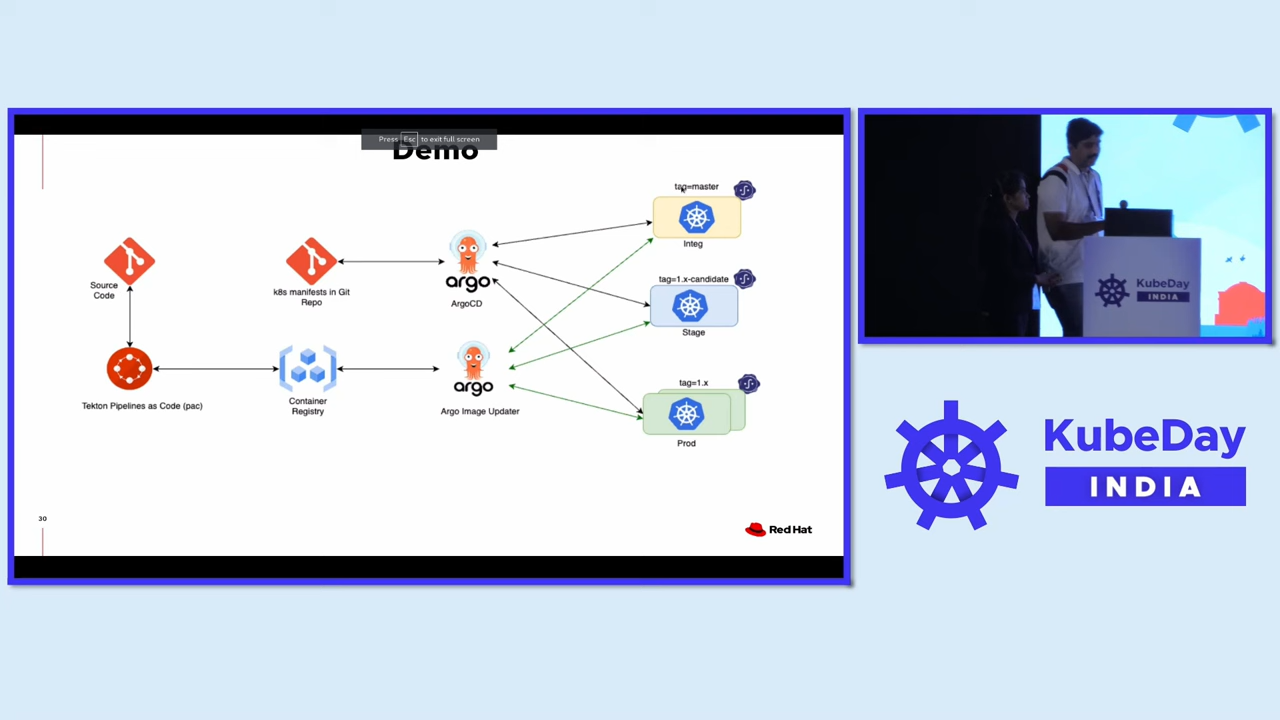 Press Esc to exit full screen
Demo
tag=master
Integ
Source
Code
k8s manifests in Git
Repo
argo
ArgoCD
tag=1.x-candidate
Stage
Tekton Pipelines as Code (pac)
Container
Registry
argo
Argo Image Updater
tag=1.x
Prod
30
Red Hat
KubeDay
INDIA
KubeDay
INDIA